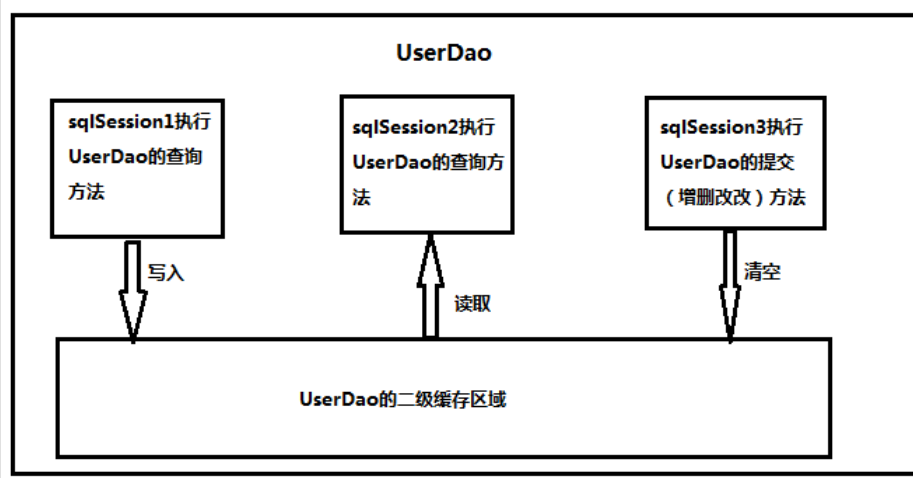 UserDao
sqlSession1执行
UserDao的查询
方法
sqlSession2执行
UserDao的查询方
法
sqlSession3执行
UserDao的提交
（增删改改）方法
写入
读取
清空
UserDao的二级缓存区域